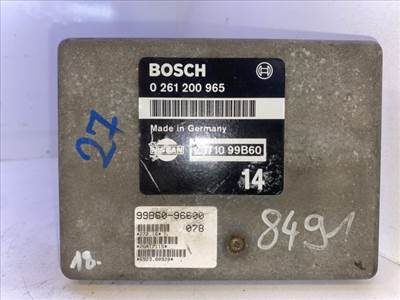 BOSCH
0 261 200 965
27
Made in Germany
NISSAN
23710 99B60
14
99B60-96600
078
8491
18.